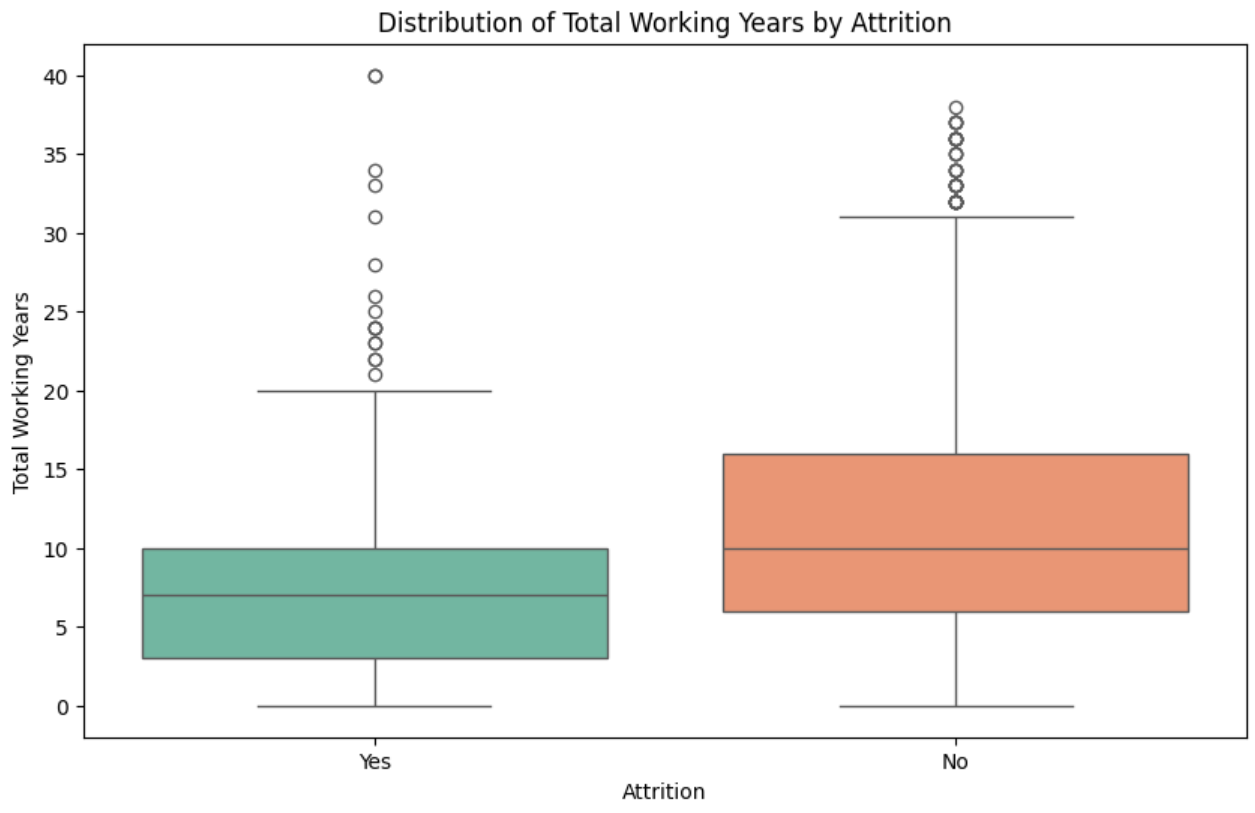 Distribution of Total Working Years by Attrition
Total Working Years
40
35
30
25
20
15
10
5
0
Yes
No
Attrition